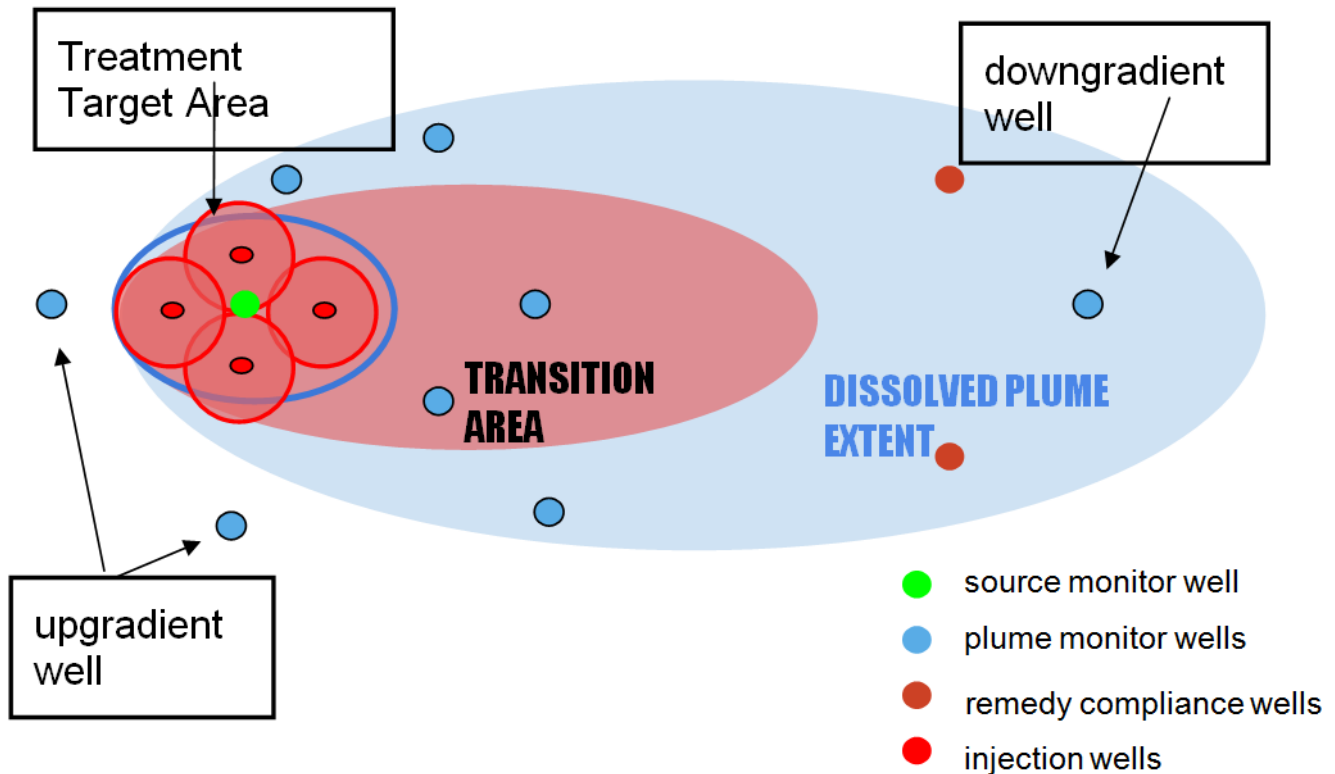 Treatment
Target Area
downgradient
well
TRANSITION
AREA
DISSOLVED PLUME
EXTENT
upgradient
well
source monitor well
plume monitor wells
remedy compliance wells
injection wells